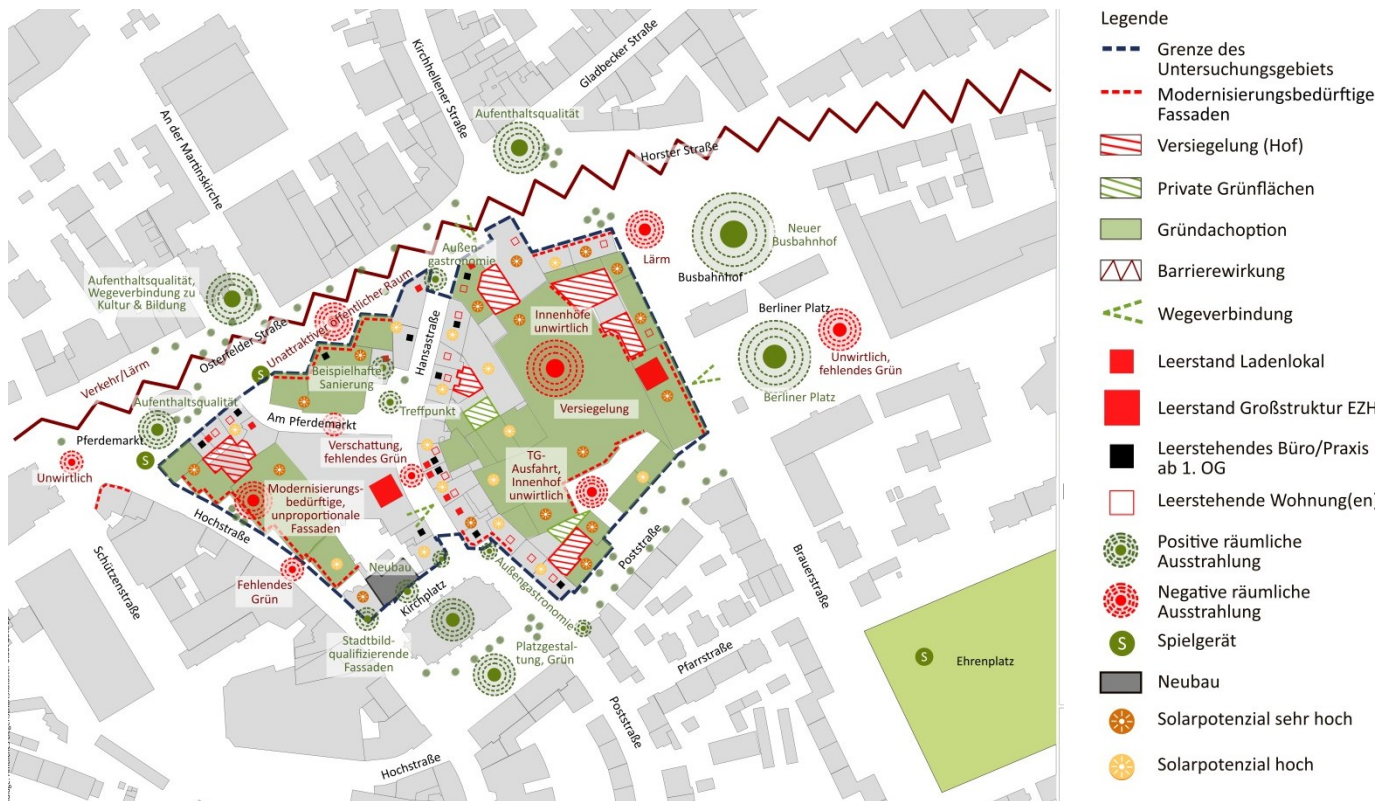 Gladbecker Straße
Kirchhellener Straße
Aufenthaltsqualität
An der Martinskirche
Horster Straße
Neuer
Busbahnhof
Außen
gastronomie
Lärm
Busbahnhof
Aufenthaltsqualität,
Wegeverbindung zu
Kultur & Bildung
Unattraktiver öffentlicher Raum
Hansastraße
Innenhöfe
unwirtlich
Berliner Platz
Osterfelder Straße
Verkehr/Lärm
S
Beispielhafte
Sanierung
Unwirtlich,
fehlendes Grün
Berliner Platz
Aufenthaltsqualität
Treffpunkt
Versiegelung
Am Pferdemarkt
Pferdemarkt
S
Verschattung,
fehlendes Grün
TG-
Ausfahrt,
Innenhof
unwirtlich
Unwirtlich
Modernisierungs-
bedürftige,
unproportionale
Fassaden
Hochstraße
Schützenstraße
Fehlendes
Grün
Neubau
Kirchplatz
Außengastronomie
Poststraße
Brauerstraße
Stadtbild-
qualifizierende
Fassaden
Platzgestal-
tung, Grün
Pfarrstraße
Poststraße
Hochstraße
S
Ehrenplatz
Legende
Grenze des
Untersuchungsgebiets
Modernisierungsbedürftige
Fassaden
Versiegelung (Hof)
Private Grünflächen
Gründachoption
Barrierewirkung
Wegeverbindung
Leerstand Ladenlokal
Leerstand Großstruktur EZH
Leerstehendes Büro/Praxis
ab 1. OG
Leerstehende Wohnung(en)
Positive räumliche
Ausstrahlung
Negative räumliche
Ausstrahlung
S
Spielgerät
Neubau
Solarpotenzial sehr hoch
Solarpotenzial hoch